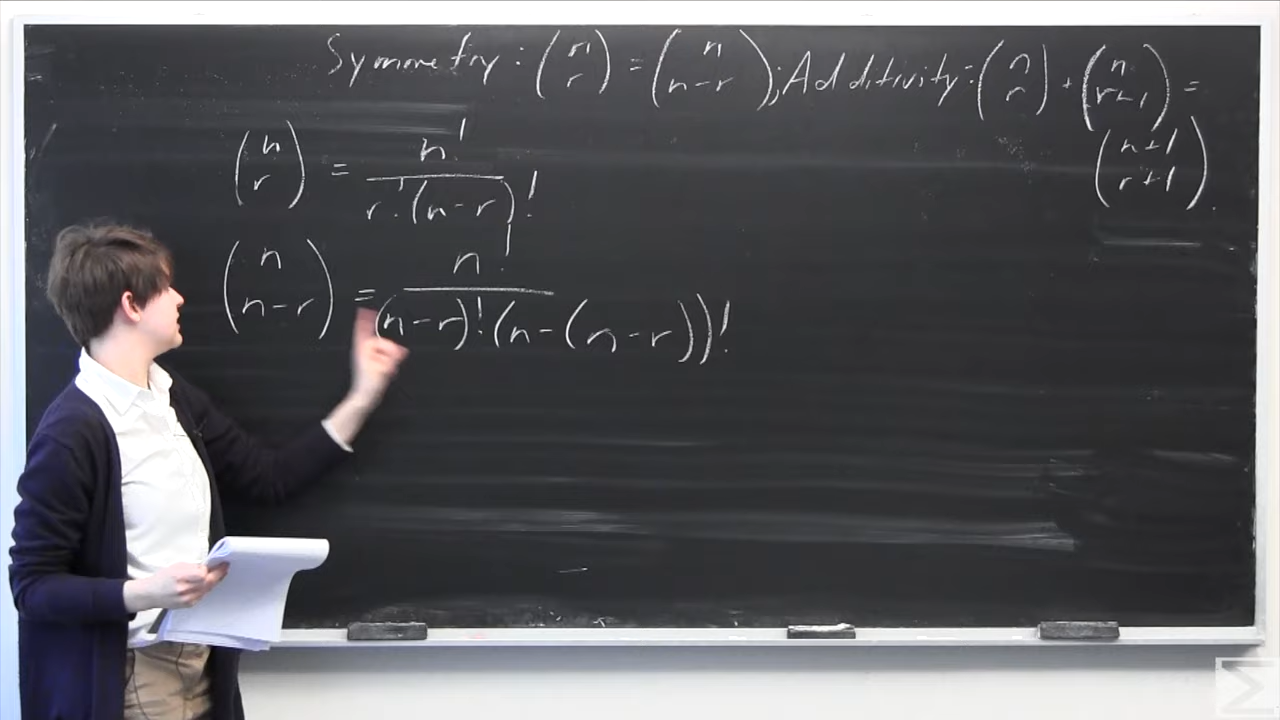 Symmetry: (n r) = (n n-r); Additivity: (n r) + (n r+1) =
(n+1 r+1).
(n r) = n! / r!(n-r)!
(n n-r) = n! / (n-r)!(n-(n-r))!
Σ